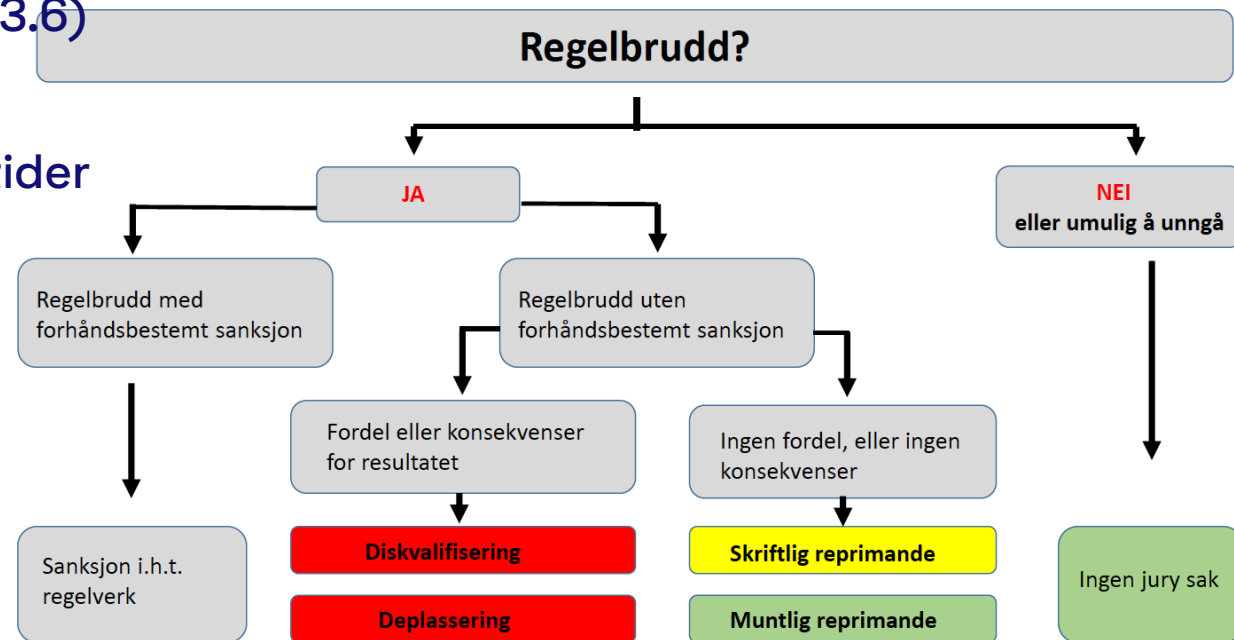 3.6)
Regelbrudd?
tider
JA
NEI
eller umulig å unngå
Regelbrudd med
forhåndsbestemt sanksjon
Regelbrudd uten
forhåndsbestemt sanksjon
Fordel eller konsekvenser
for resultatet
Ingen fordel, eller ingen
konsekvenser
Sanksjon i.h.t.
regelverk
Diskvalifisering
Deplassering
Skriftlig reprimande
Muntlig reprimande
Ingen jury sak